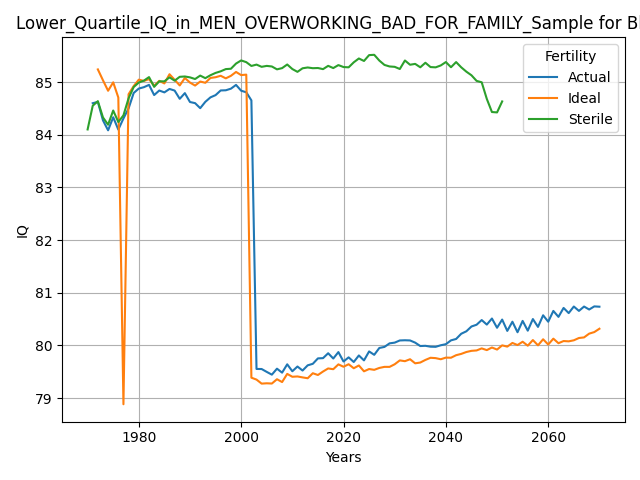 Lower_Quartile_IQ_in_MEN_OVERWORKING_BAD_FOR_FAMILY_Sample for
Fertility
Actual
Ideal
Sterile
IQ
85
84
83
82
81
80
79
1980
2000
2020
2040
2060
Years